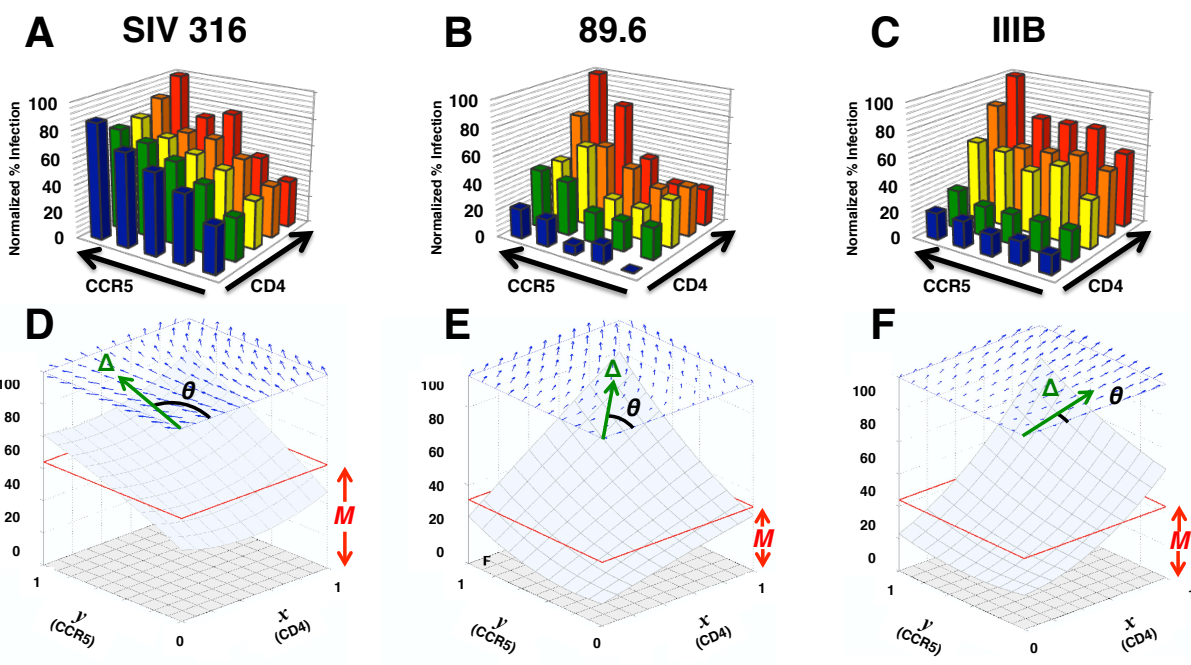 A SIV 316
B 89.6
C IIIB
Normalized % Infection
100
80
60
40
20
0
CCR5
CD4
Normalized % Infection
100
80
60
40
20
0
CCR5
CD4
Normalized % Infection
100
80
60
40
20
0
CCR5
CD4
D
Δ
θ
100
80
60
40
20
0
M
1
y
(CCR5)
0
x
(CD4)
1
E
Δ
θ
100
80
60
40
20
0
M
F
1
y
(CCR5)
0
x
(CD4)
1
F
Δ
θ
100
80
60
40
20
0
M
1
y
(CCR5)
0
x
(CD4)
1